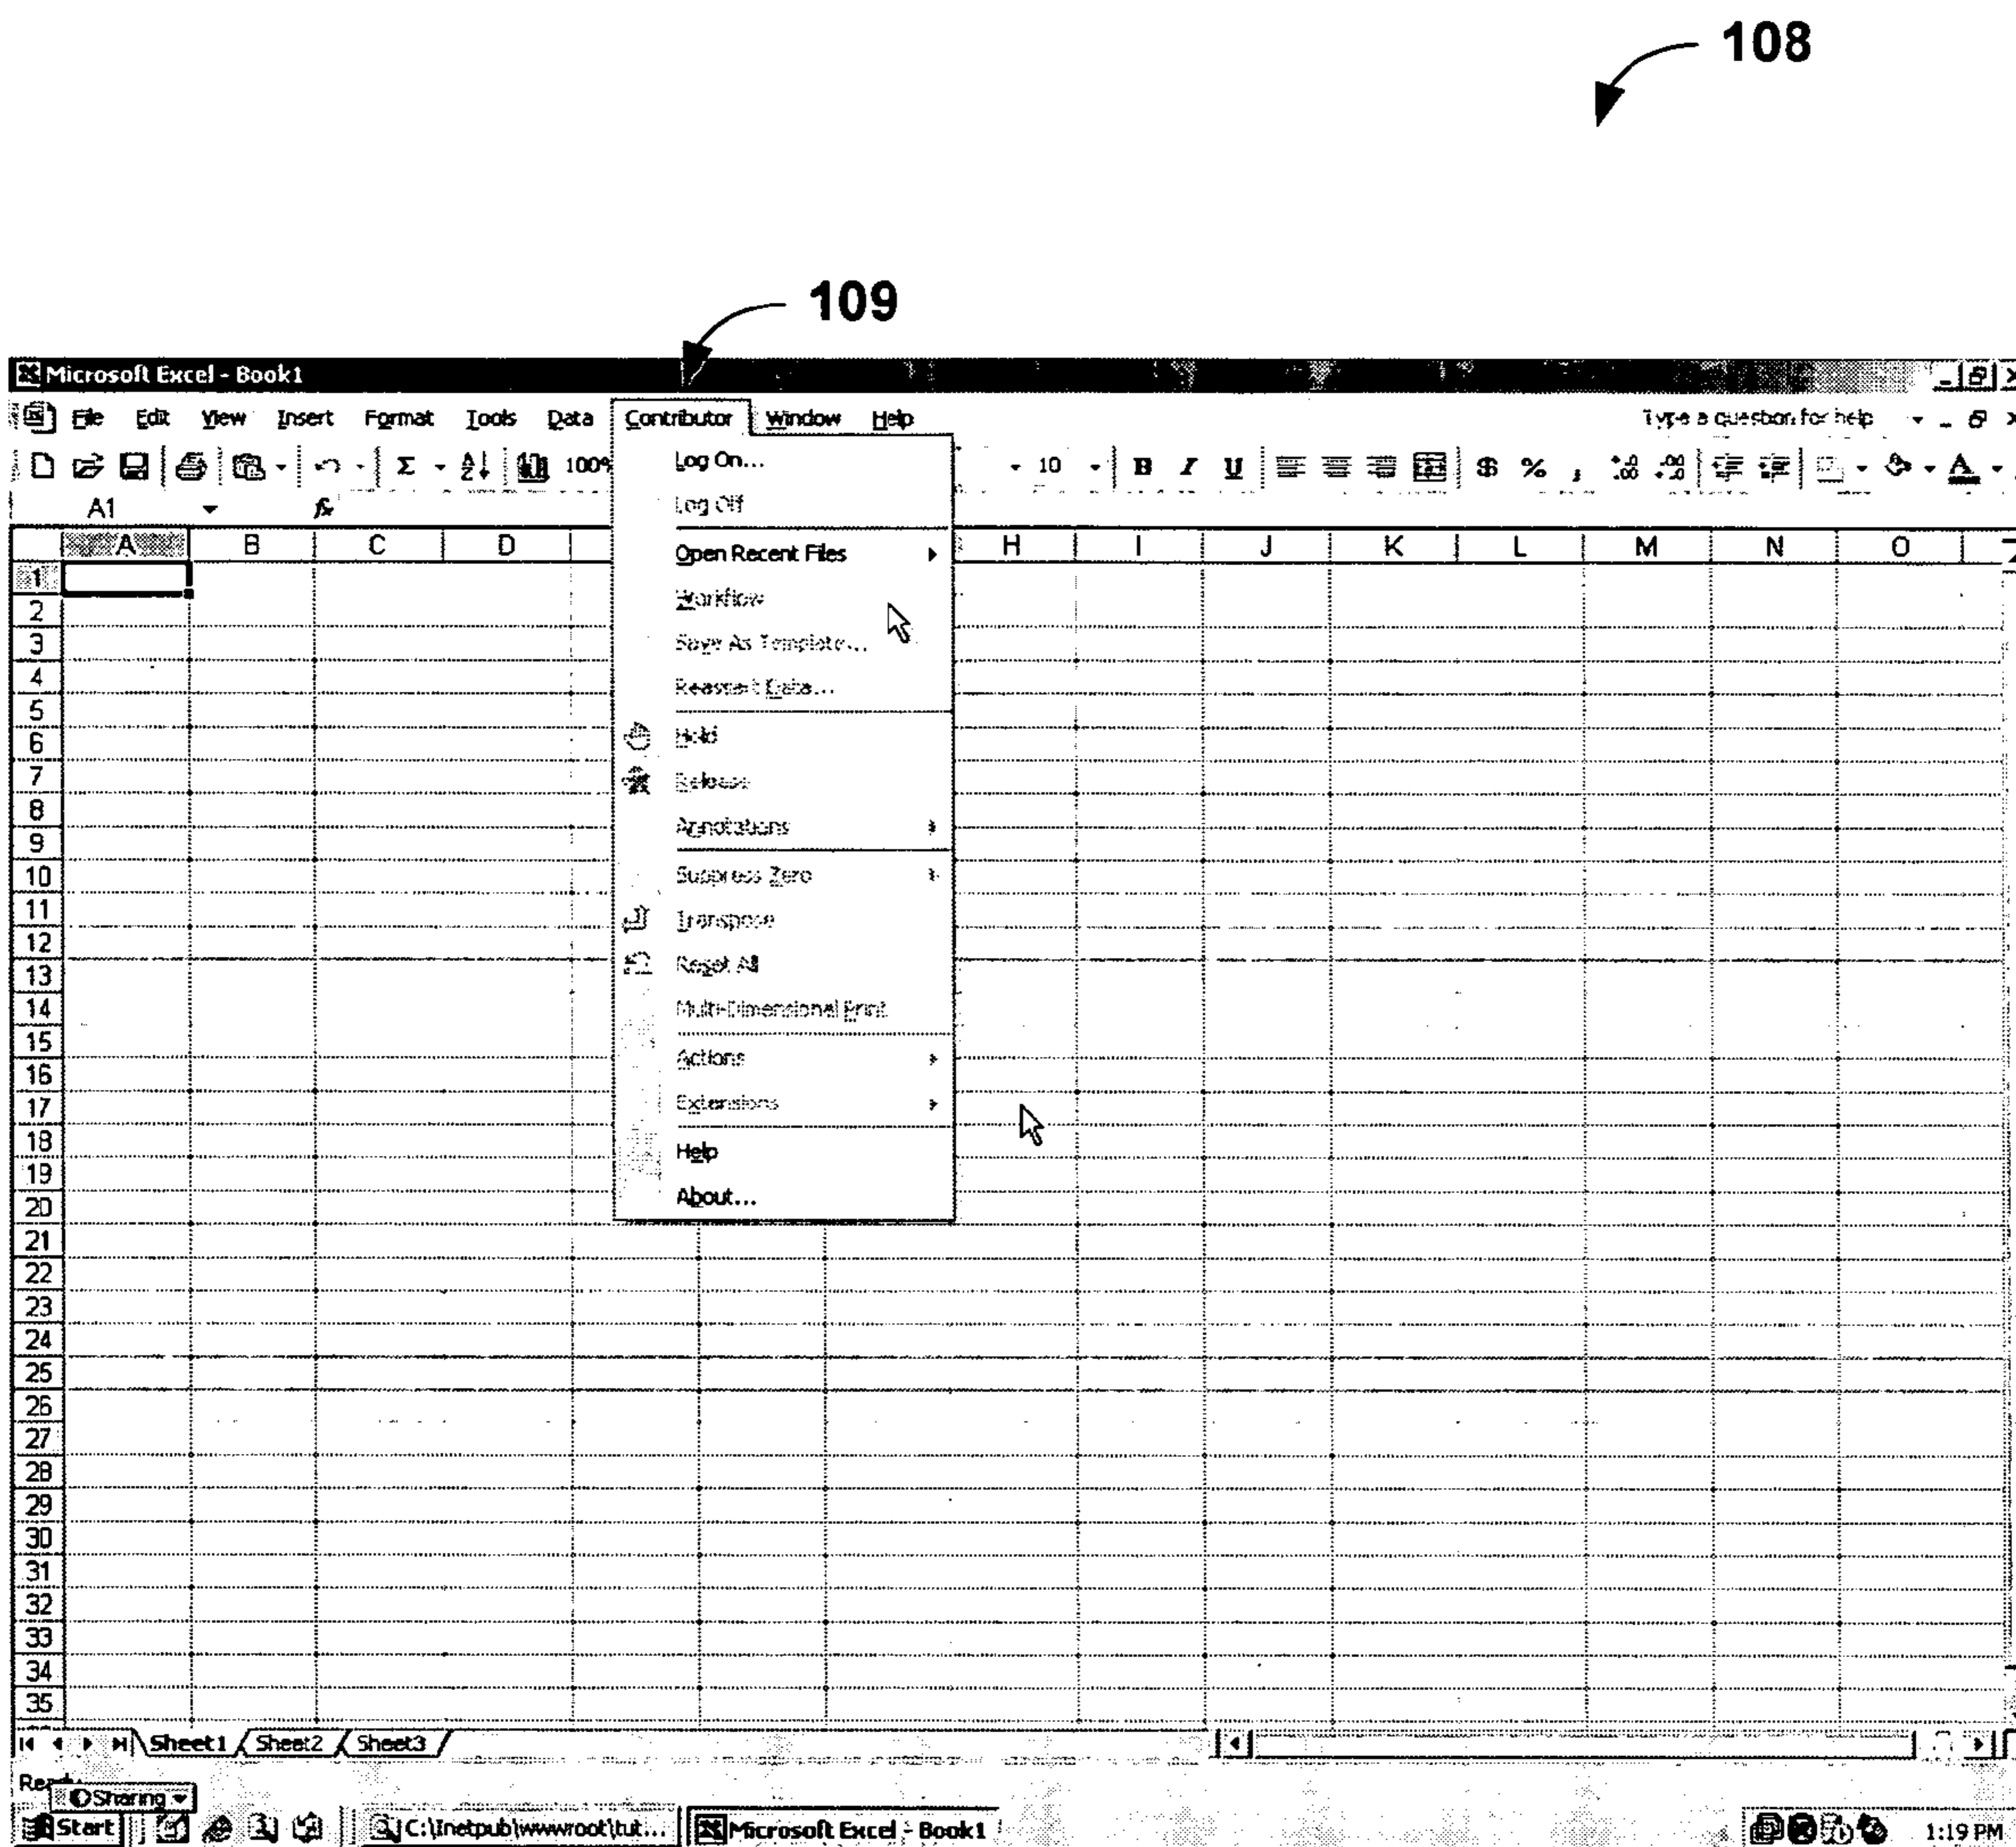 108
109
Microsoft Excel - Book1
File Edit View Insert Format Tools Data Contributor Window Help Type a question for help
100% 10 B I U $ % ,
A1 fx
A B C D H I J K L M N O
Log On...
Log Off
Open Recent Files
Workflow
Save As Template...
Reassert Data...
Hold
Release
Annotations
Suppress Zero
Transpose
Reset All
Multi-Dimensional Print
Actions
Extensions
Help
About...
1
2
3
4
5
6
7
8
9
10
11
12
13
14
15
16
17
18
19
20
21
22
23
24
25
26
27
28
29
30
31
32
33
34
35
Sheet1 Sheet2 Sheet3
Sharing
Start C:\Inetpub\wwwroot\tut... Microsoft Excel - Book1 1:19 PM